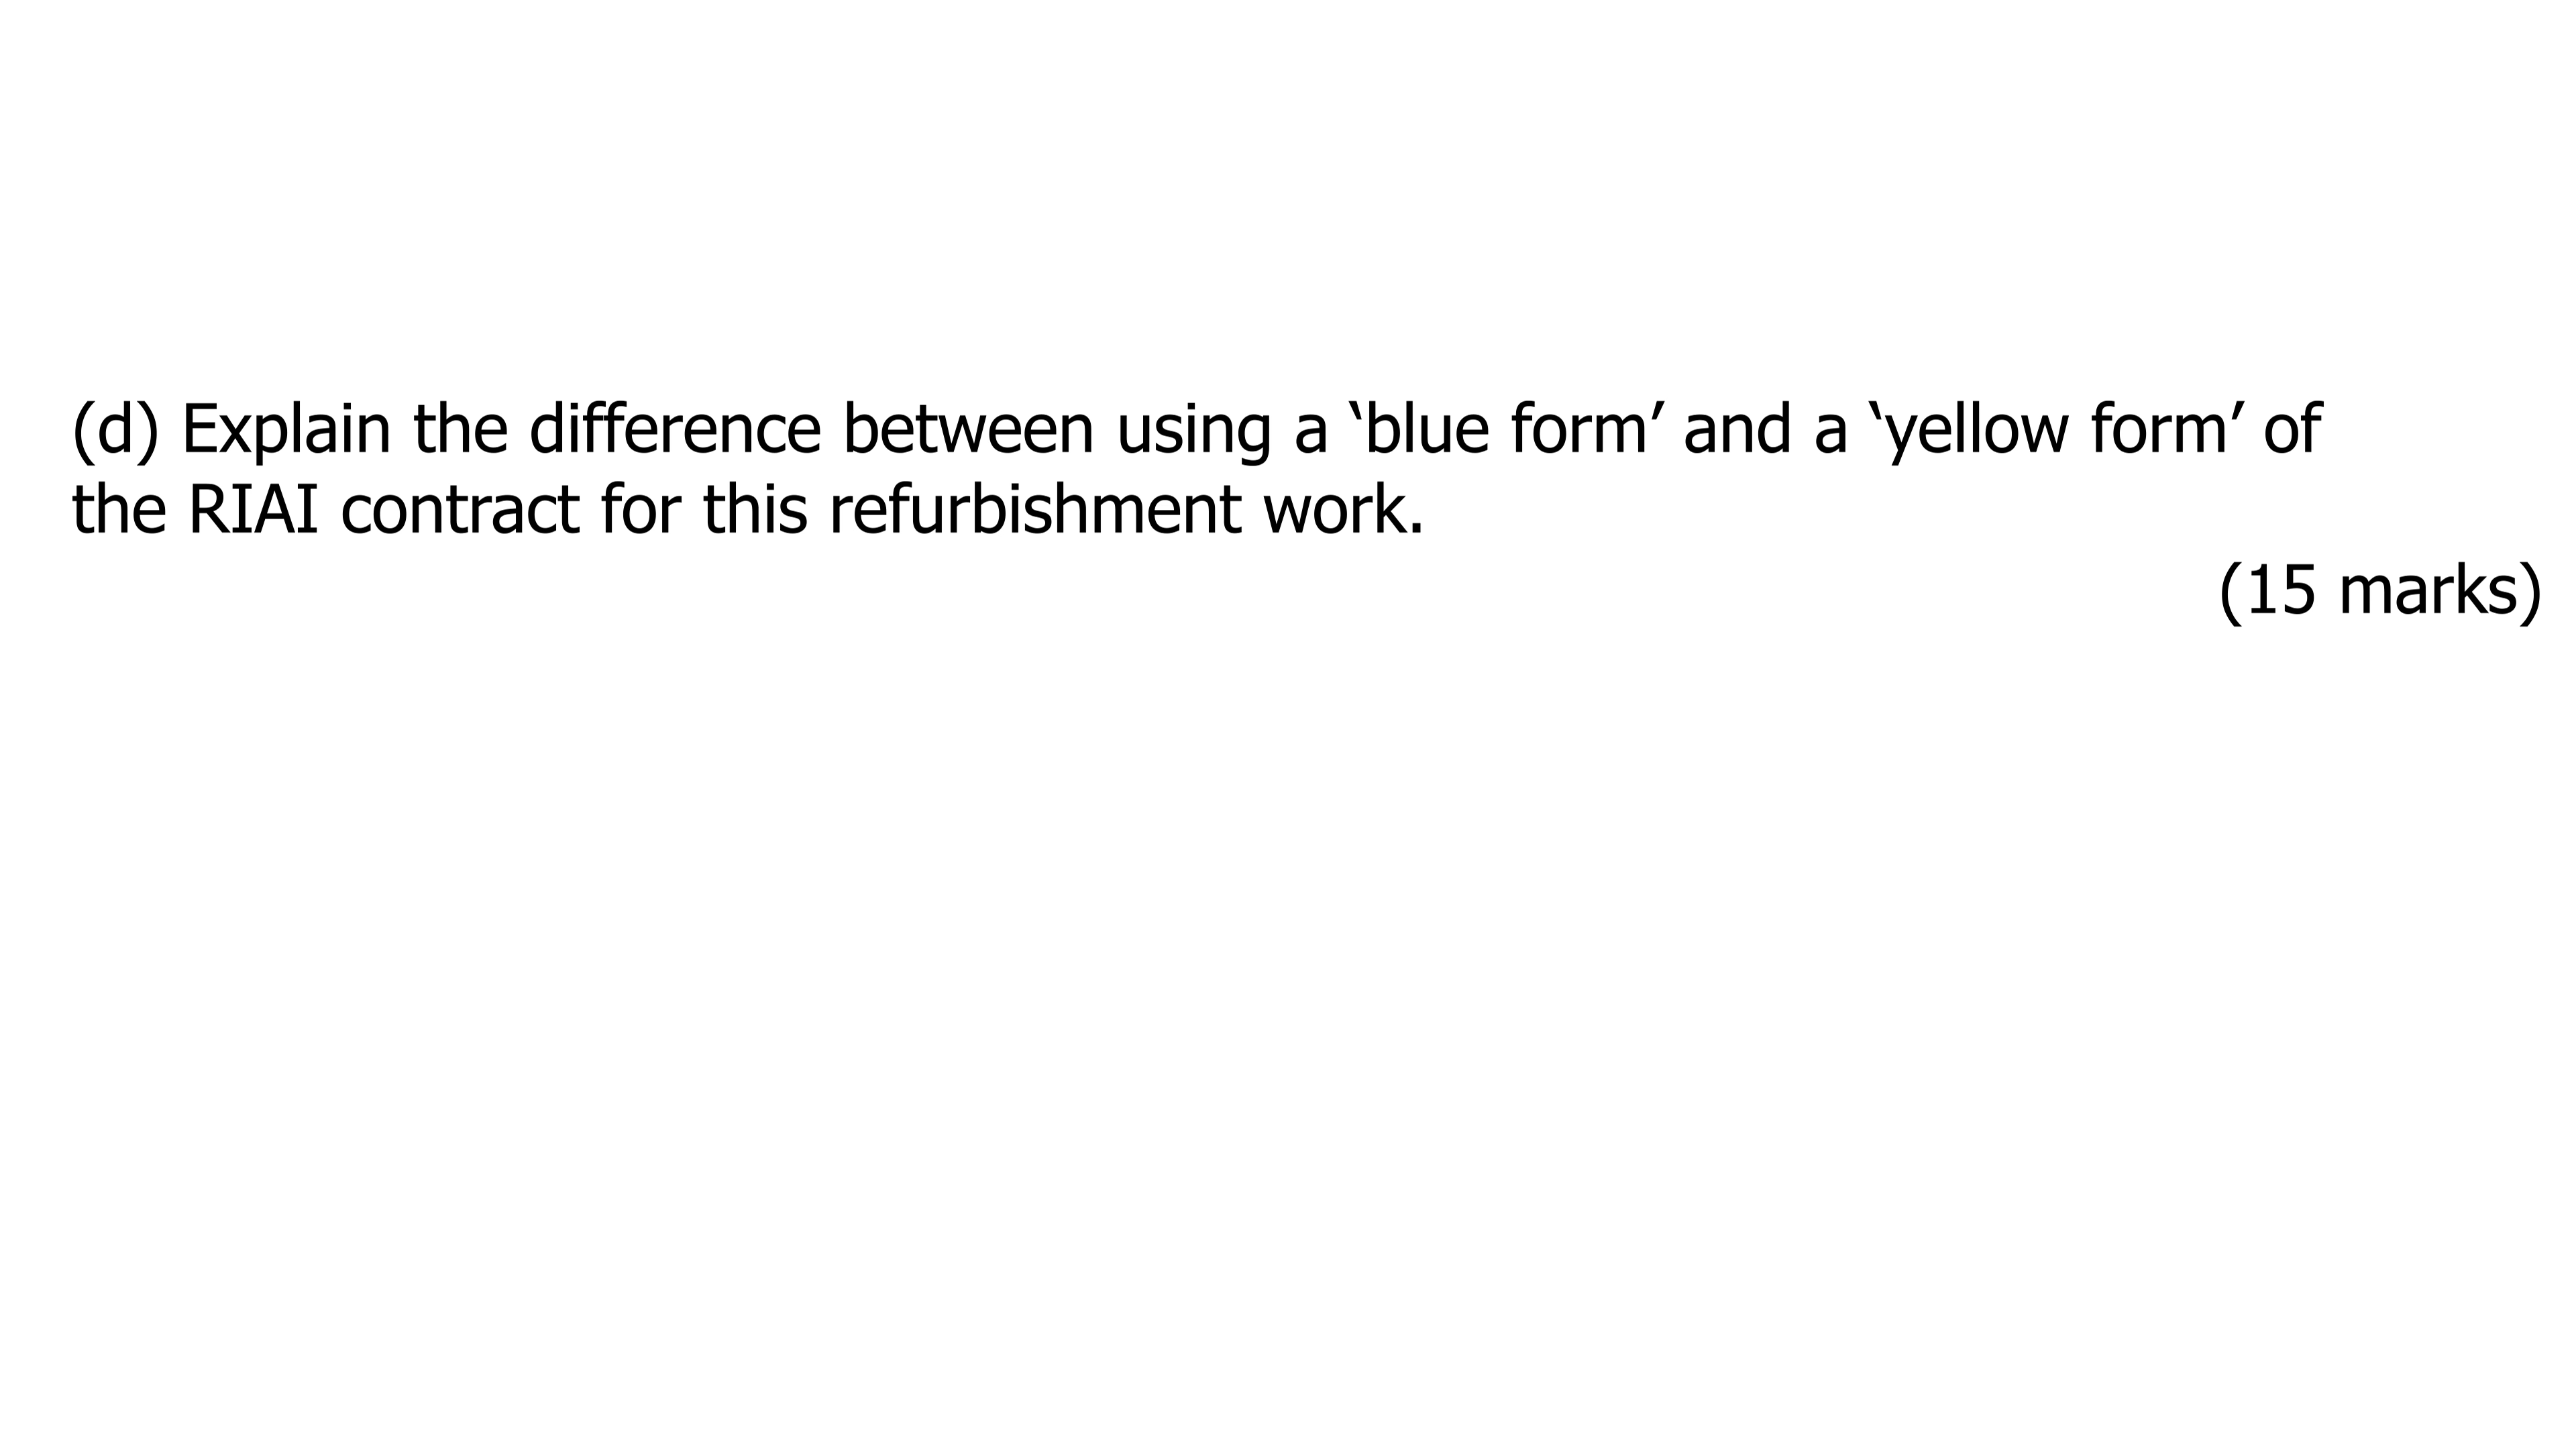 (d) Explain the difference between using a ‘blue form’ and a ‘yellow form’ of
the RIAI contract for this refurbishment work.
(15 marks)